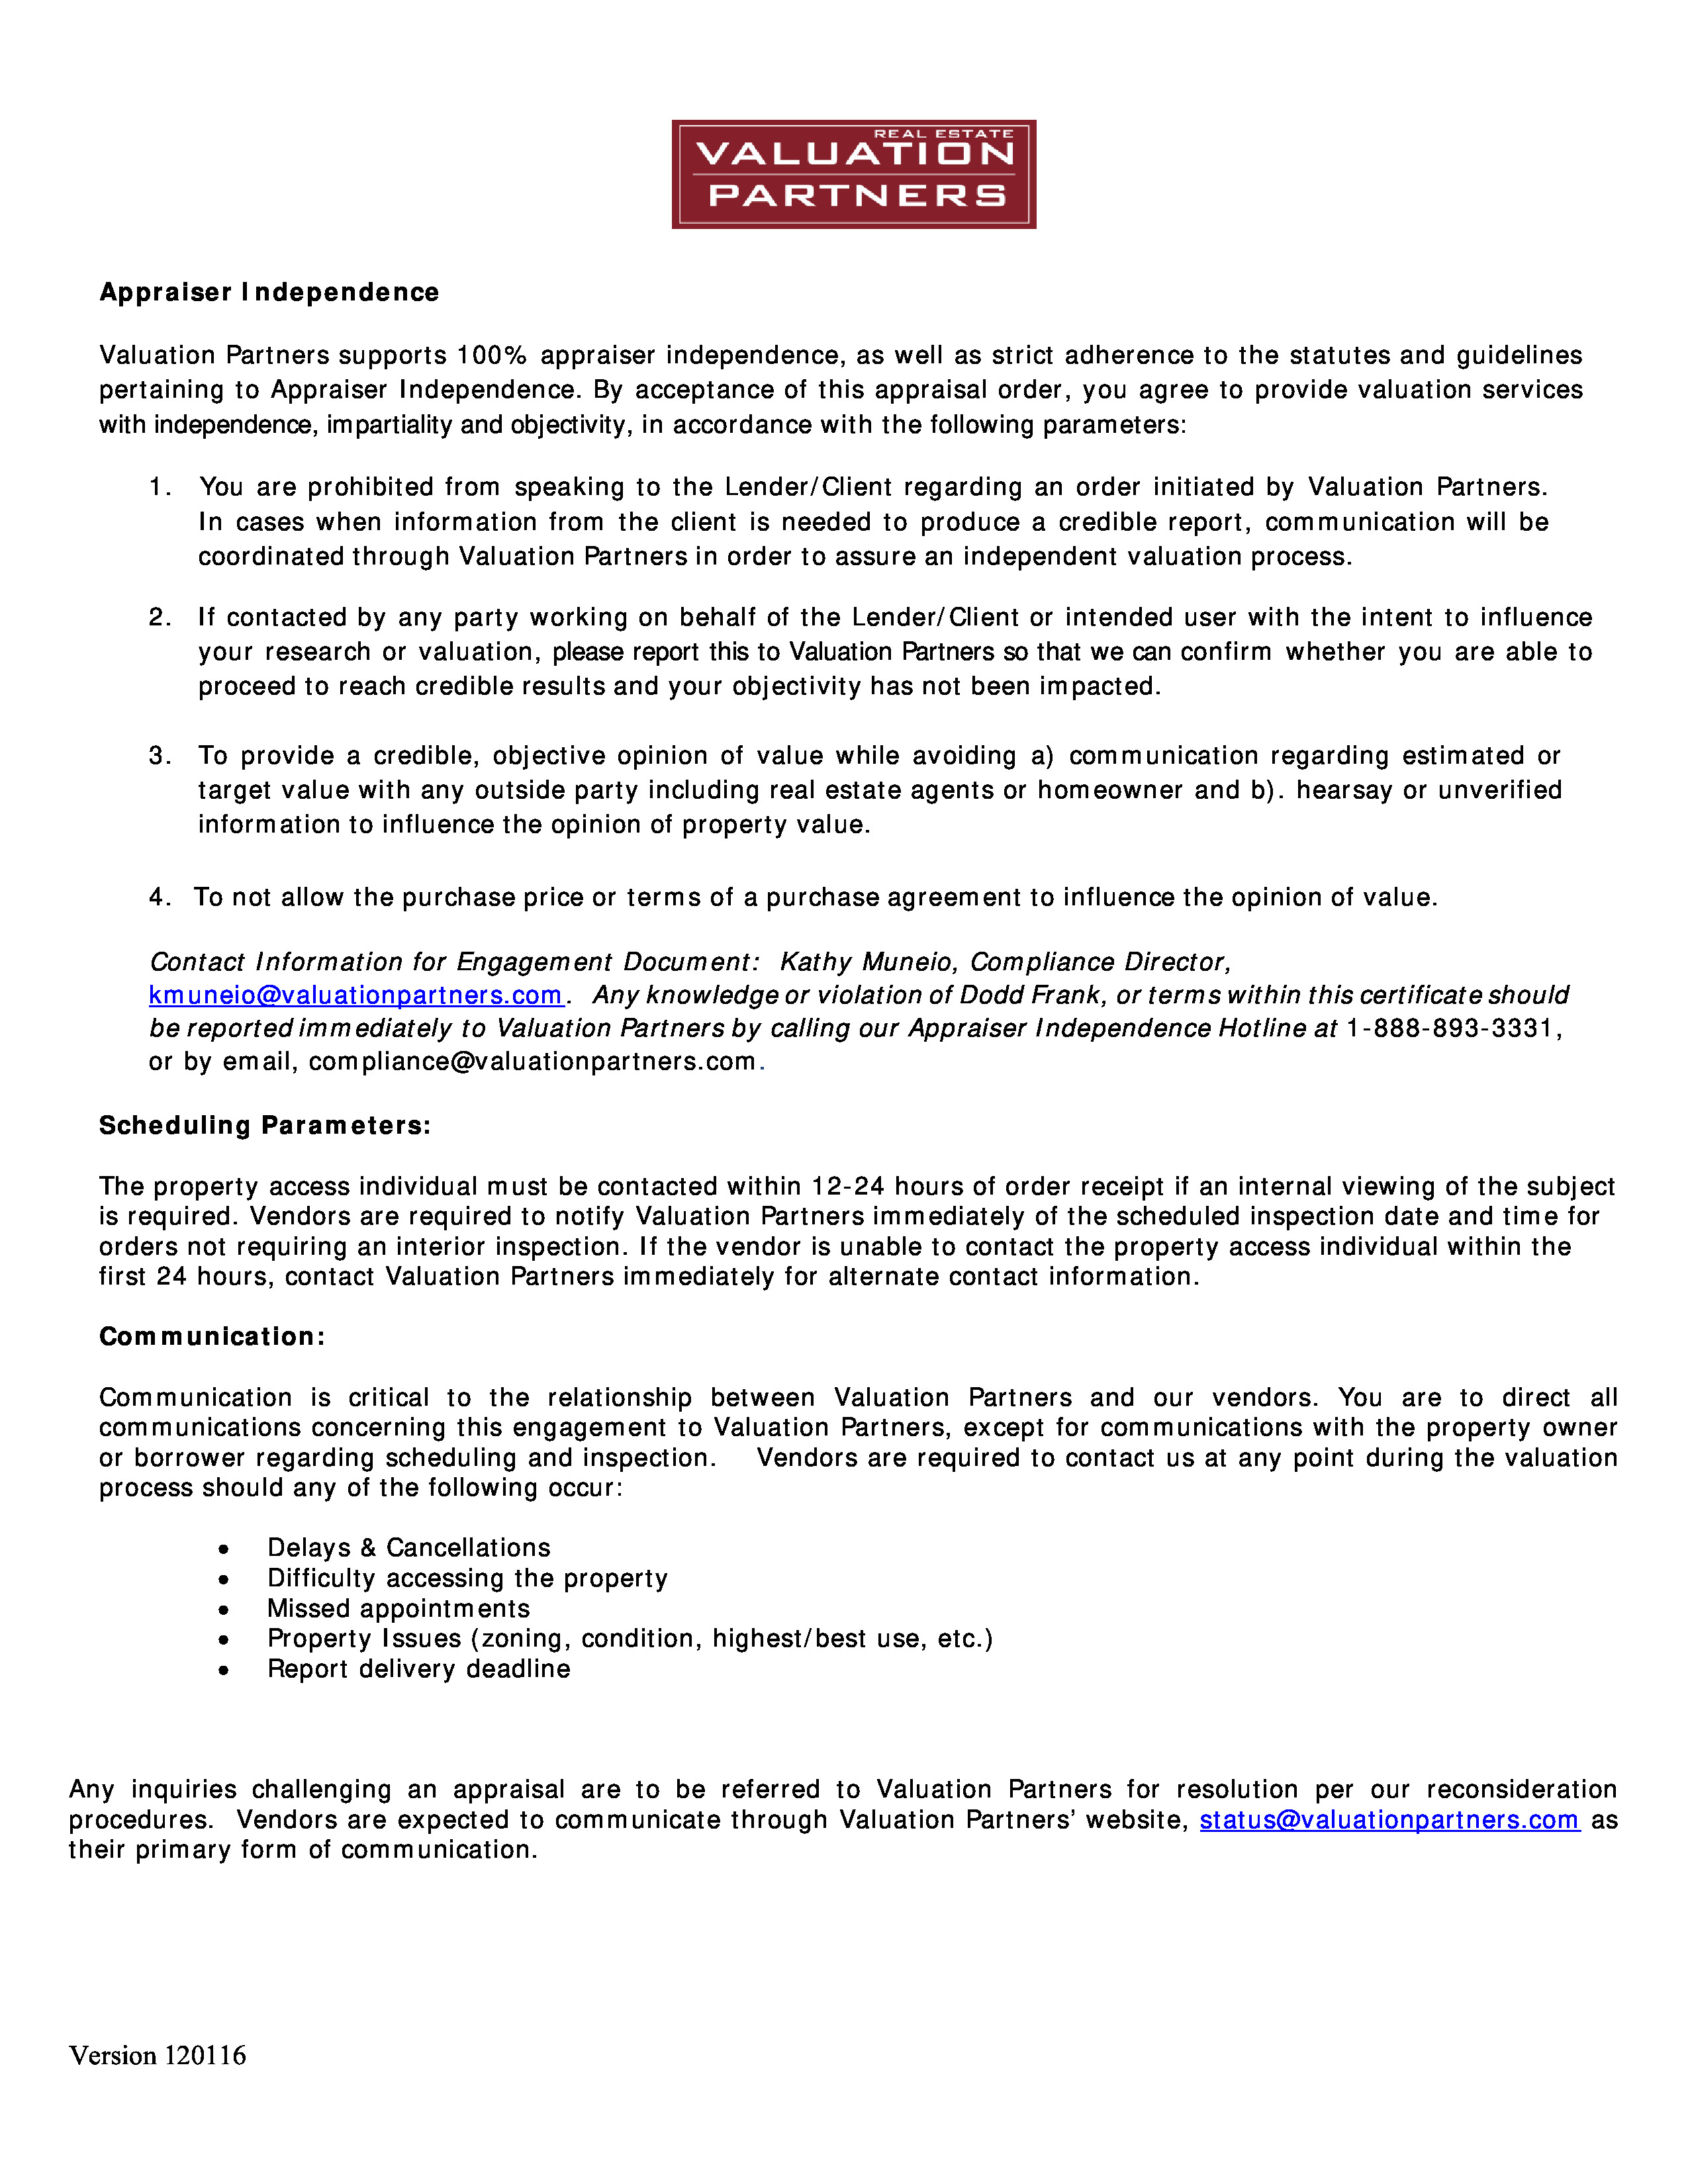 REAL ESTATE
VALUATION
PARTNERS
Appraiser Independence
Valuation Partners supports 100% appraiser independence, as well as strict adherence to the statutes and guidelines
pertaining to Appraiser Independence. By acceptance of this appraisal order, you agree to provide valuation services
with independence, impartiality and objectivity, in accordance with the following parameters:
1. You are prohibited from speaking to the Lender/Client regarding an order initiated by Valuation Partners.
In cases when information from the client is needed to produce a credible report, communication will be
coordinated through Valuation Partners in order to assure an independent valuation process.
2. If contacted by any party working on behalf of the Lender/Client or intended user with the intent to influence
your research or valuation, please report this to Valuation Partners so that we can confirm whether you are able to
proceed to reach credible results and your objectivity has not been impacted.
3. To provide a credible, objective opinion of value while avoiding a) communication regarding estimated or
target value with any outside party including real estate agents or homeowner and b). hearsay or unverified
information to influence the opinion of property value.
4. To not allow the purchase price or terms of a purchase agreement to influence the opinion of value.
Contact Information for Engagement Document: Kathy Muneio, Compliance Director,
kmuneio@valuationpartners.com. Any knowledge or violation of Dodd Frank, or terms within this certificate should
be reported immediately to Valuation Partners by calling our Appraiser Independence Hotline at 1-888-893-3331,
or by email, compliance@valuationpartners.com.
Scheduling Parameters:
The property access individual must be contacted within 12-24 hours of order receipt if an internal viewing of the subject
is required. Vendors are required to notify Valuation Partners immediately of the scheduled inspection date and time for
orders not requiring an interior inspection. If the vendor is unable to contact the property access individual within the
first 24 hours, contact Valuation Partners immediately for alternate contact information.
Communication:
Communication is critical to the relationship between Valuation Partners and our vendors. You are to direct all
communications concerning this engagement to Valuation Partners, except for communications with the property owner
or borrower regarding scheduling and inspection. Vendors are required to contact us at any point during the valuation
process should any of the following occur:
• Delays & Cancellations
• Difficulty accessing the property
• Missed appointments
• Property Issues (zoning, condition, highest/best use, etc.)
• Report delivery deadline
Any inquiries challenging an appraisal are to be referred to Valuation Partners for resolution per our reconsideration
procedures. Vendors are expected to communicate through Valuation Partners’ website, status@valuationpartners.com as
their primary form of communication.
Version 120116